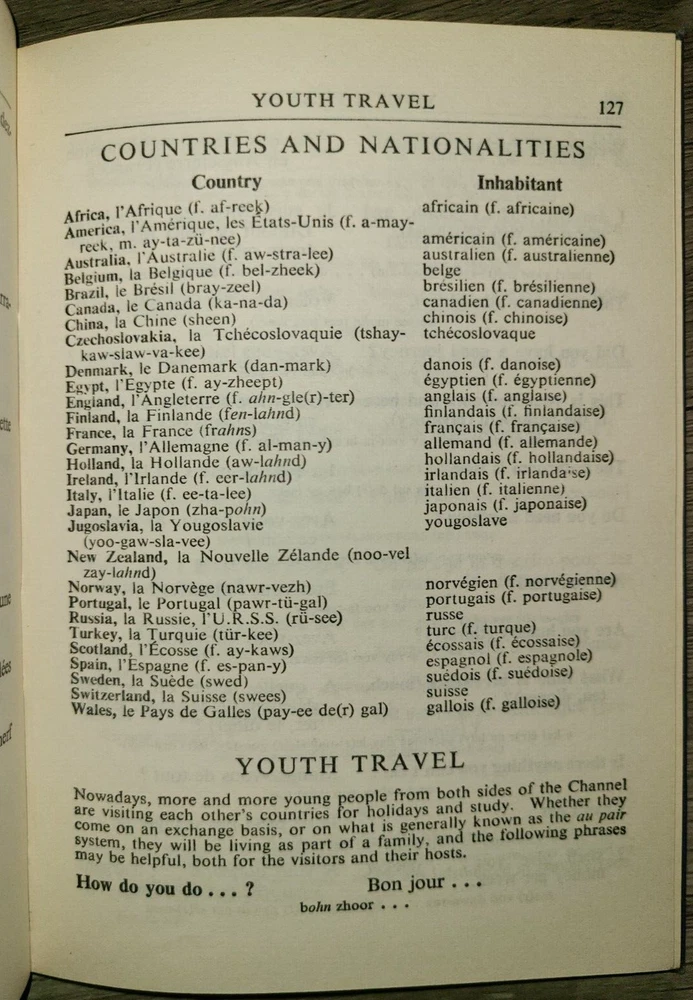 YOUTH TRAVEL 127
COUNTRIES AND NATIONALITIES
Country Inhabitant
Africa, l'Afrique (f. af-reek) africain (f. africaine)
America, l'Amérique, les États-Unis (f. a-may-
reek, m. ay-ta-zü-nee) américain (f. américaine)
Australia, l'Australie (f. aw-stra-lee) australien (f. australienne)
Belgium, la Belgique (f. bel-zheek) belge
Brazil, le Brésil (bray-zeel) brésilien (f. brésilienne)
Canada, le Canada (ka-na-da) canadien (f. canadienne)
China, la Chine (sheen) chinois (f. chinoise)
Czechoslovakia, la Tchécoslovaquie (tshay- tchécoslovaque
kaw-slaw-va-kee)
Denmark, le Danemark (dan-mark) danois (f. danoise)
Egypt, l'Égypte (f. ay-zheept) égyptien (f. égyptienne)
England, l'Angleterre (f. ahn-gle(r)-ter) anglais (f. anglaise)
Finland, la Finlande (fen-lahnd) finlandais (f. finlandaise)
France, la France (frahns) français (f. française)
Germany, l'Allemagne (f. al-man-y) allemand (f. allemande)
Holland, la Hollande (aw-lahnd) hollandais (f. hollandaise)
Ireland, l'Irlande (f. eer-lahnd) irlandais (f. irlandaise)
Italy, l'Italie (f. ee-ta-lee) italien (f. italienne)
Japan, le Japon (zha-pohn) japonais (f. japonaise)
Jugoslavia, la Yougoslavie yougoslave
(yoo-gaw-sla-vee)
New Zealand, la Nouvelle Zélande (noo-vel
zay-lahnd)
Norway, la Norvège (nawr-vezh) norvégien (f. norvégienne)
Portugal, le Portugal (pawr-tü-gal) portugais (f. portugaise)
Russia, la Russie, l'U.R.S.S. (rü-see) russe
Turkey, la Turquie (tür-kee) turc (f. turque)
Scotland, l'Écosse (f. ay-kaws) écossais (f. écossaise)
Spain, l'Espagne (f. es-pan-y) espagnol (f. espagnole)
Sweden, la Suède (swed) suédois (f. suédoise)
Switzerland, la Suisse (swees) suisse
Wales, le Pays de Galles (pay-ee de(r) gal) gallois (f. galloise)
YOUTH TRAVEL
Nowadays, more and more young people from both sides of the Channel
are visiting each other's countries for holidays and study. Whether they
come on an exchange basis, or on what is generally known as the au pair
system, they will be living as part of a family, and the following phrases
may be helpful, both for the visitors and their hosts.
How do you do . . . ? Bon jour . . .
bohn zhoor . . .